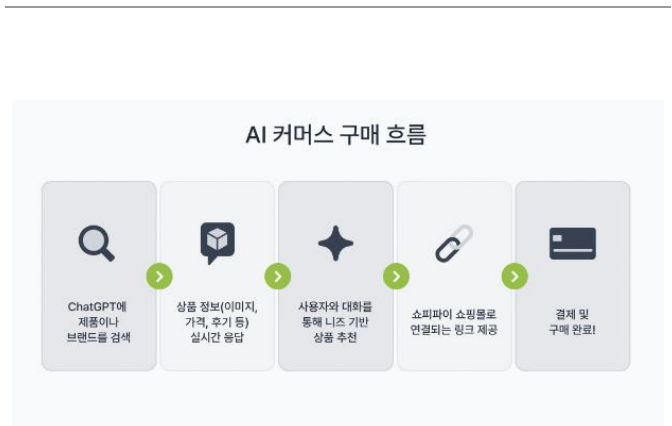 AI 커머스 구매 흐름
ChatGPT에
제품이나
브랜드를 검색
상품 정보(이미지,
가격, 후기 등)
실시간 응답
사용자와 대화를
통해 니즈 기반
상품 추천
쇼피파이 쇼핑몰로
연결되는 링크 제공
결제 및
구매 완료!